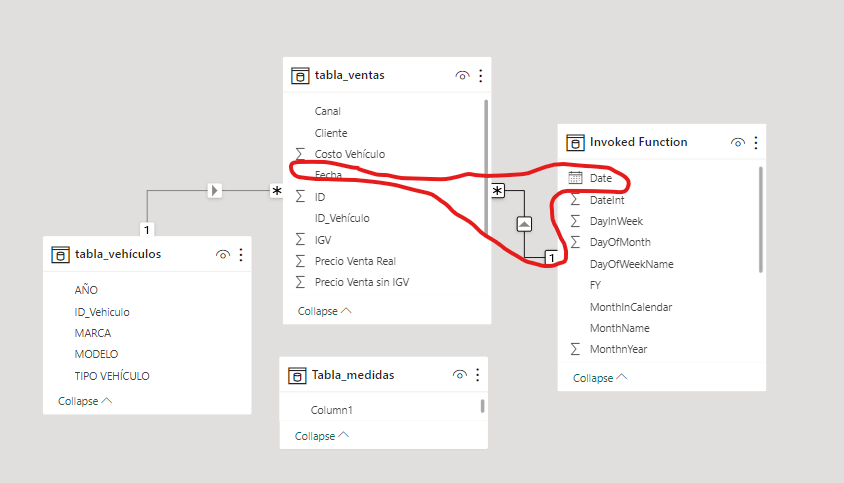 tabla_ventas
Canal
Cliente
Costo Vehículo
Fecha
ID
ID_Vehículo
IGV
Precio Venta Real
Precio Venta sin IGV
Collapse
Invoked Function
Date
DateInt
DayInWeek
DayOfMonth
DayOfWeekName
FY
MonthInCalendar
MonthName
MonthnYear
Collapse
*
*
1
1
tabla_vehículos
AÑO
ID_Vehiculo
MARCA
MODELO
TIPO VEHÍCULO
Collapse
Tabla_medidas
Column1
Collapse